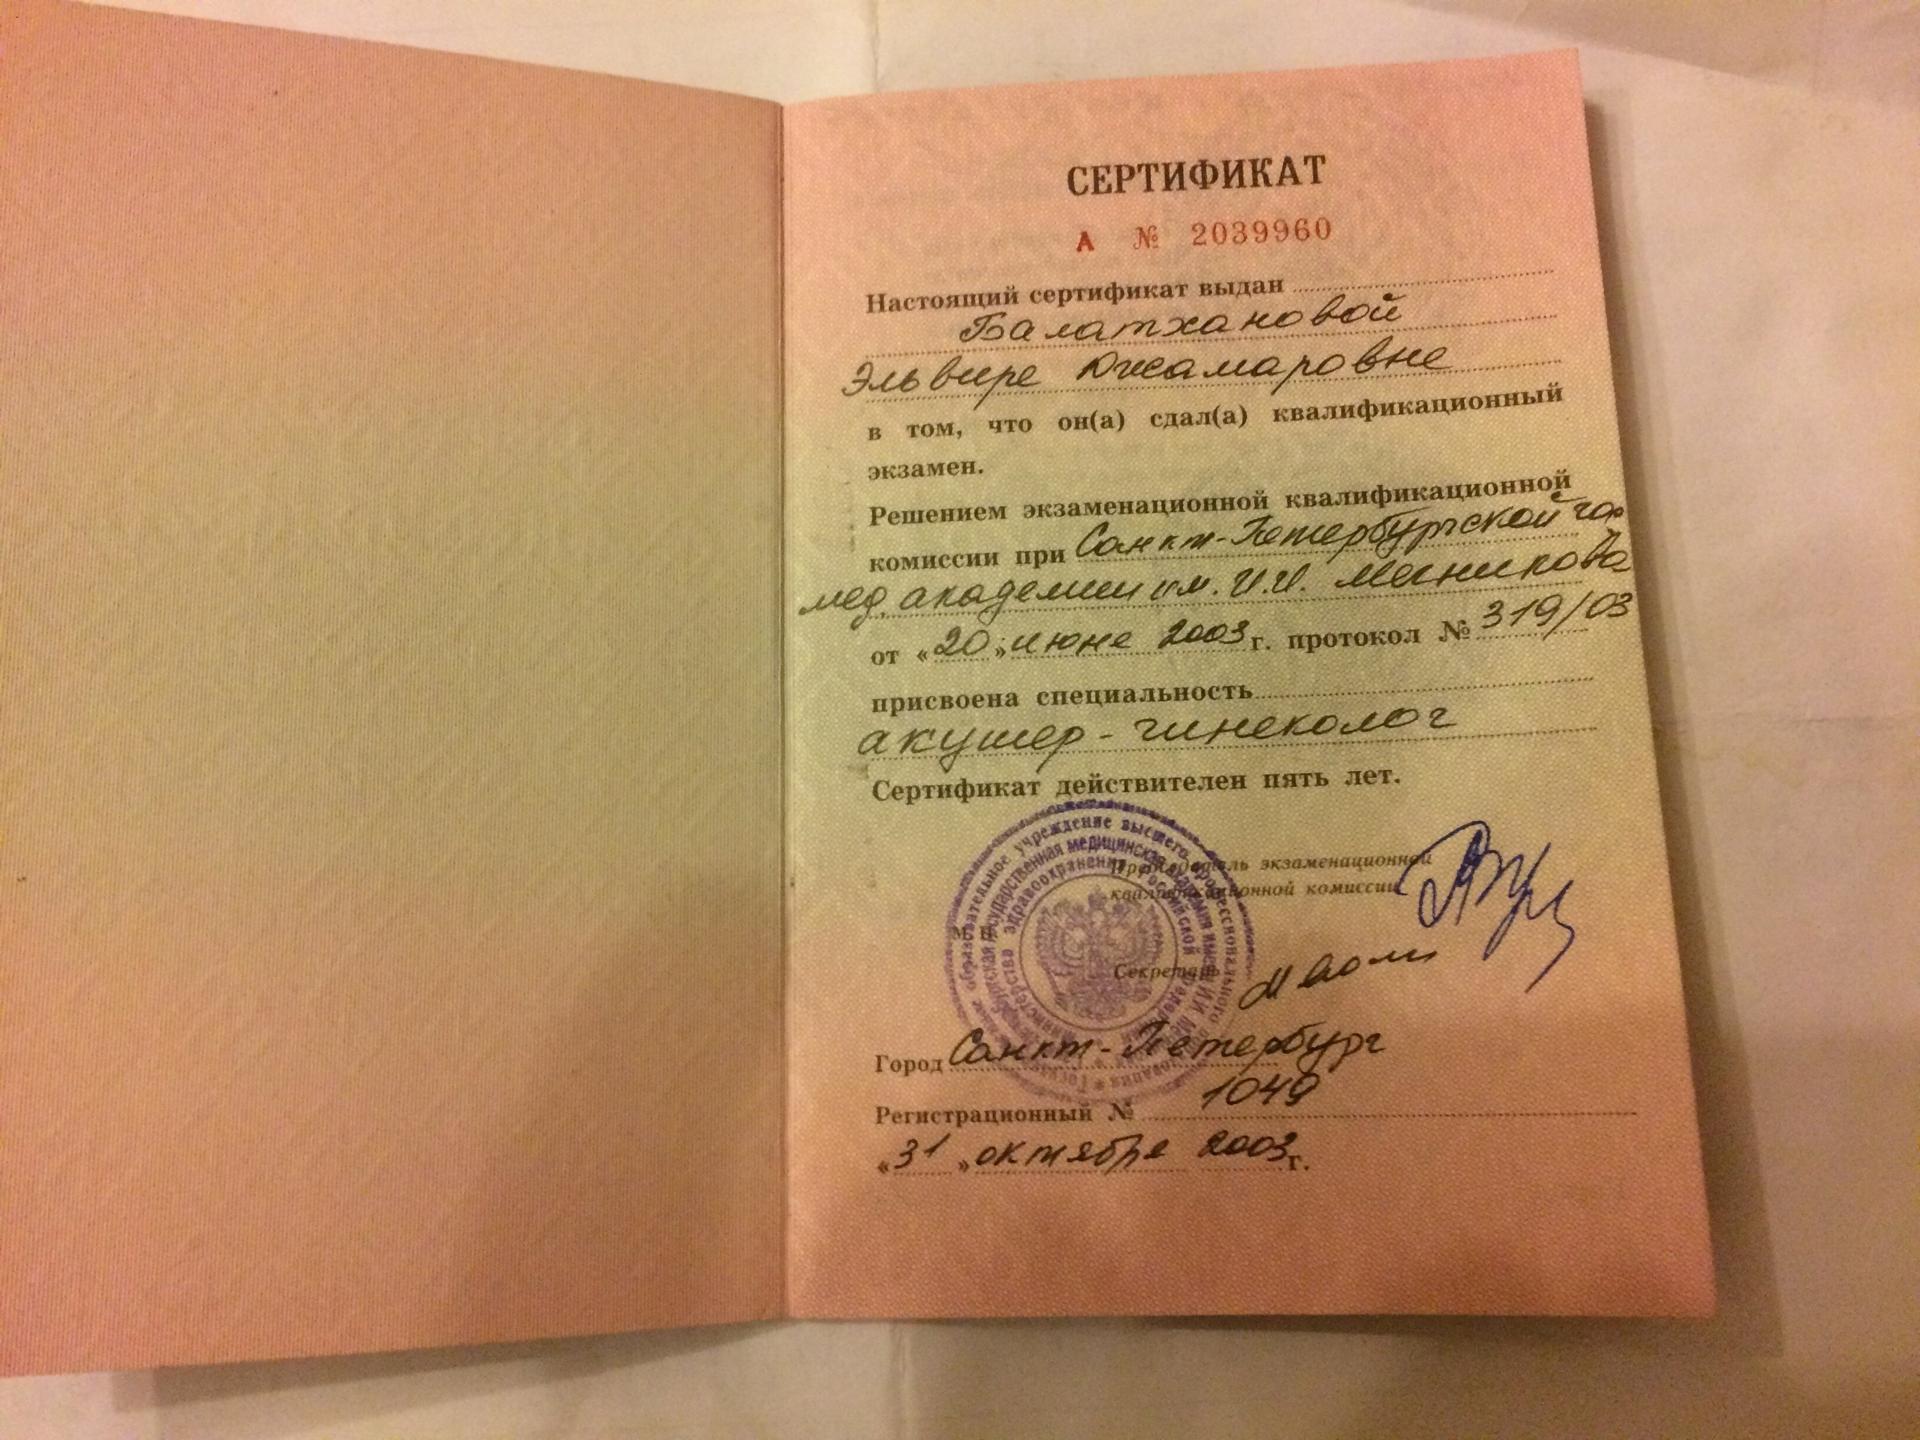 СЕРТИФИКАТ
А № 2039960
Настоящий сертификат выдан
Балатхановой
Эльвире Джамаровне
в том, что он(а) сдал(а) квалификационный
экзамен.
Решением экзаменационной квалификационной
комиссии при Санкт-Петербургской гос
мед. академии им. И.И. Мечникова
от «20» июня 2003 г. протокол № 319/03
присвоена специальность
акушер-гинеколог
Сертификат действителен пять лет.
Председатель экзаменационной
квалификационной комиссии
М. П.
Секретарь
Город Санкт-Петербург
Регистрационный № 1049
«31» октября 2003 г.